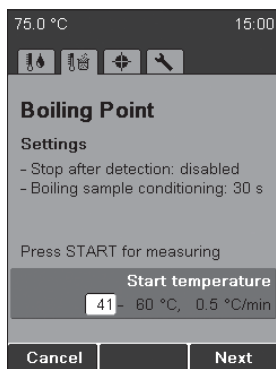 75.0 °C 15:00
Boiling Point
Settings
- Stop after detection: disabled
- Boiling sample conditioning: 30 s
Press START for measuring
Start temperature
41 - 60 °C, 0.5 °C/min
Cancel Next